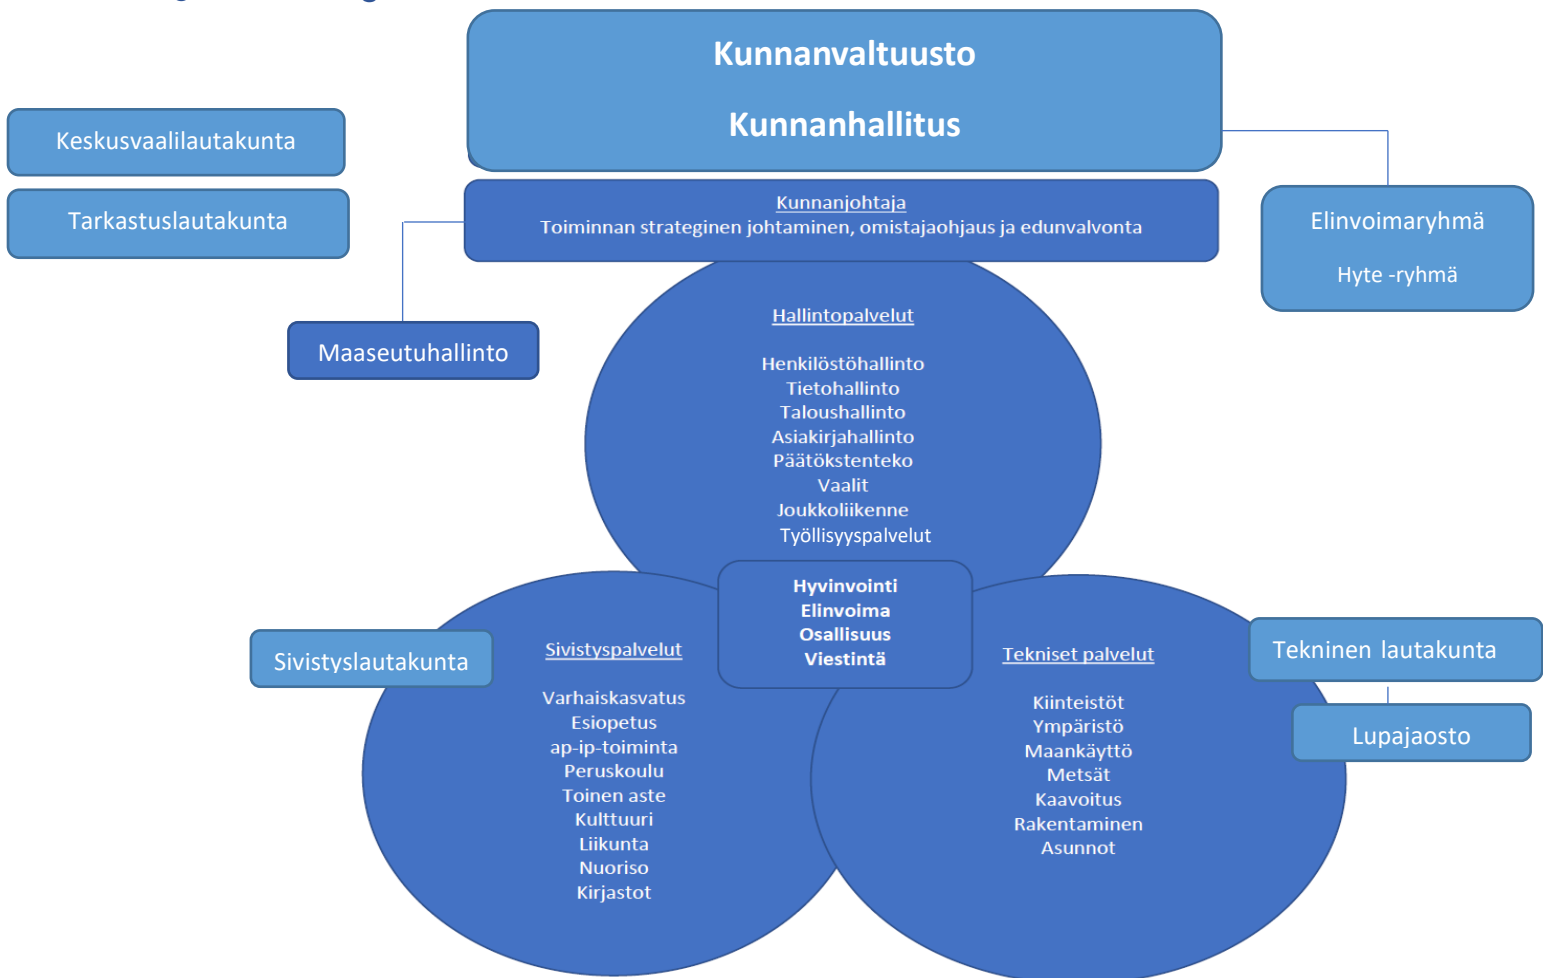 Kunnanvaltuusto
Kunnanhallitus
Keskusvaalilautakunta
Tarkastuslautakunta
Kunnanjohtaja
Toiminnan strateginen johtaminen, omistajaohjaus ja edunvalvonta
Elinvoimaryhmä
Hyte -ryhmä
Maaseutuhallinto
Hallintopalvelut
Henkilöstöhallinto
Tietohallinto
Taloushallinto
Asiakirjahallinto
Päätökstenteko
Vaalit
Joukkoliikenne
Työllisyyspalvelut
Hyvinvointi
Elinvoima
Osallisuus
Viestintä
Sivistyslautakunta
Sivistyspalvelut
Varhaiskasvatus
Esiopetus
ap-ip-toiminta
Peruskoulu
Toinen aste
Kulttuuri
Liikunta
Nuoriso
Kirjastot
Tekniset palvelut
Kiinteistöt
Ympäristö
Maankäyttö
Metsät
Kaavoitus
Rakentaminen
Asunnot
Tekninen lautakunta
Lupajaosto